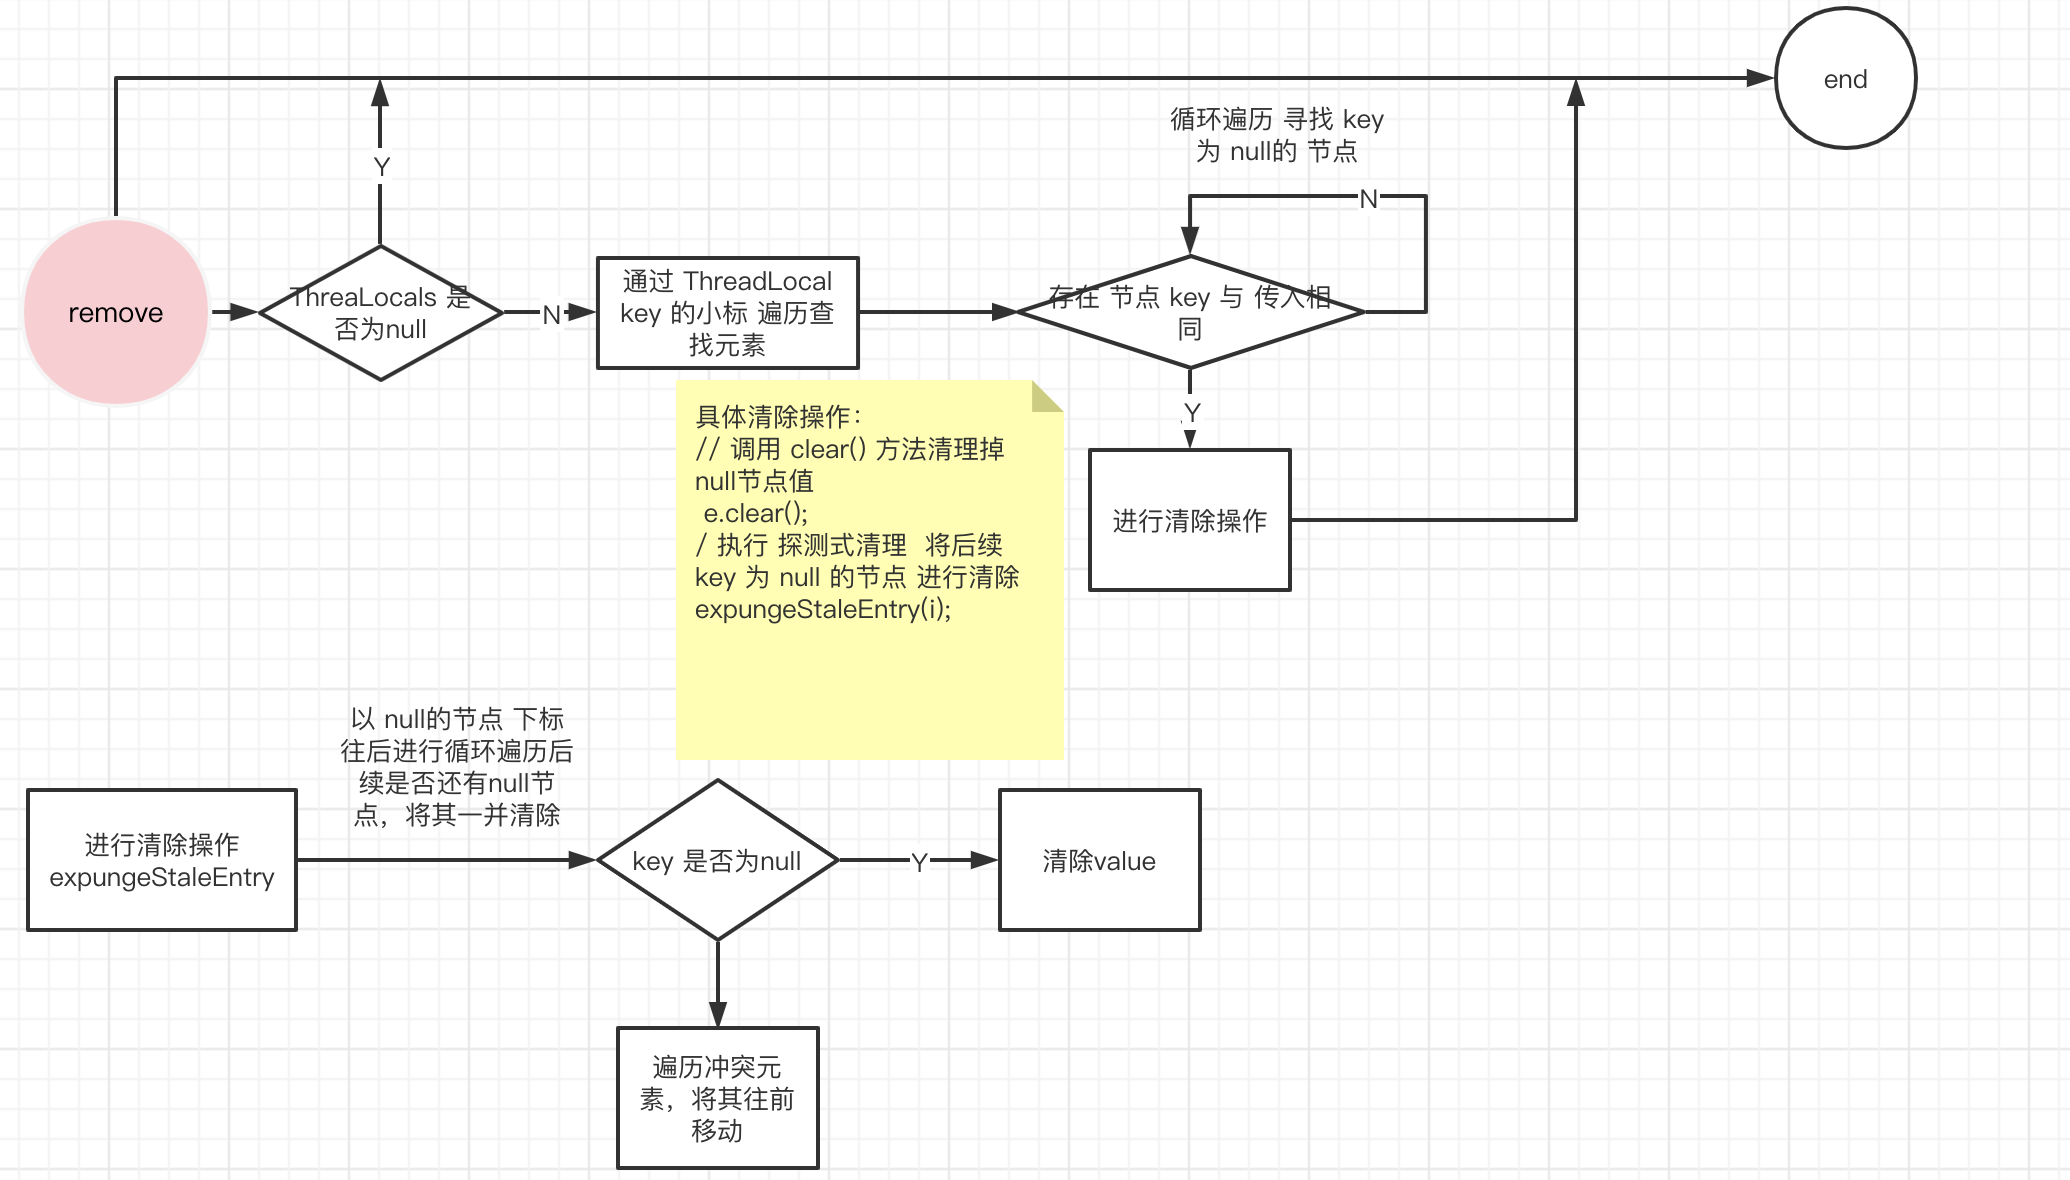 end
循环遍历 寻找 key
为 null的 节点
Y
N
remove
ThreaLocals 是
否为null
N
通过 ThreadLocal
key 的小标 遍历查
找元素
存在 节点 key 与 传入相
同
Y
具体清除操作：
// 调用 clear() 方法清理掉
null节点值
e.clear();
/ 执行 探测式清理  将后续
key 为 null 的节点 进行清除
expungeStaleEntry(i);
进行清除操作
以 null的节点 下标
往后进行循环遍历后
续是否还有null节
点，将其一并清除
进行清除操作
expungeStaleEntry
key 是否为null
Y
清除value
遍历冲突元
素，将其往前
移动